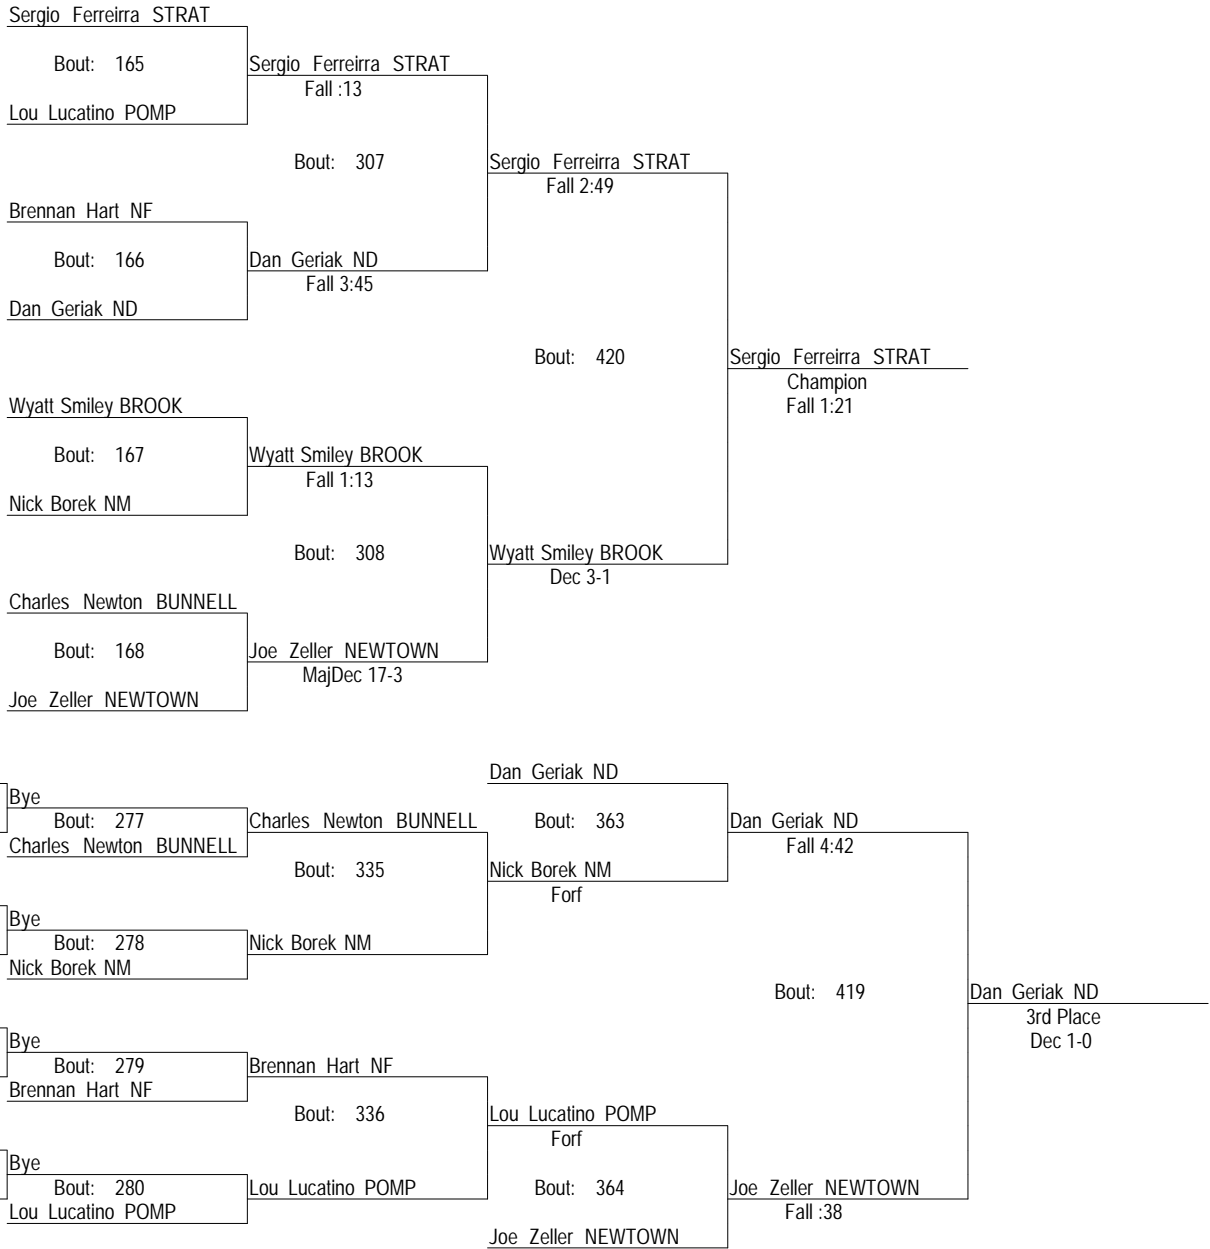 Sergio Ferreirra STRAT
Bout: 165
Sergio Ferreirra STRAT
Fall :13
Lou Lucatino POMP
Bout: 307
Sergio Ferreirra STRAT
Fall 2:49
Brennan Hart NF
Bout: 166
Dan Geriak ND
Fall 3:45
Dan Geriak ND
Bout: 420
Sergio Ferreirra STRAT
Champion
Fall 1:21
Wyatt Smiley BROOK
Bout: 167
Wyatt Smiley BROOK
Fall 1:13
Nick Borek NM
Bout: 308
Wyatt Smiley BROOK
Dec 3-1
Charles Newton BUNNELL
Bout: 168
Joe Zeller NEWTOWN
MajDec 17-3
Joe Zeller NEWTOWN
Dan Geriak ND
Bye
Bout: 277
Charles Newton BUNNELL
Bout: 363
Dan Geriak ND
Fall 4:42
Charles Newton BUNNELL
Bout: 335
Nick Borek NM
Forf
Bye
Bout: 278
Nick Borek NM
Nick Borek NM
Bout: 419
Dan Geriak ND
3rd Place
Dec 1-0
Bye
Bout: 279
Brennan Hart NF
Brennan Hart NF
Bout: 336
Lou Lucatino POMP
Forf
Bye
Bout: 280
Lou Lucatino POMP
Bout: 364
Joe Zeller NEWTOWN
Fall :38
Lou Lucatino POMP
Joe Zeller NEWTOWN